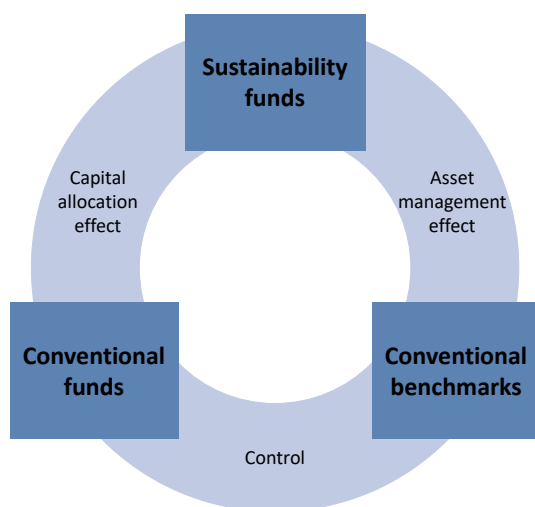 Sustainability
funds
Capital
allocation
effect
Asset
management
effect
Conventional
funds
Conventional
benchmarks
Control